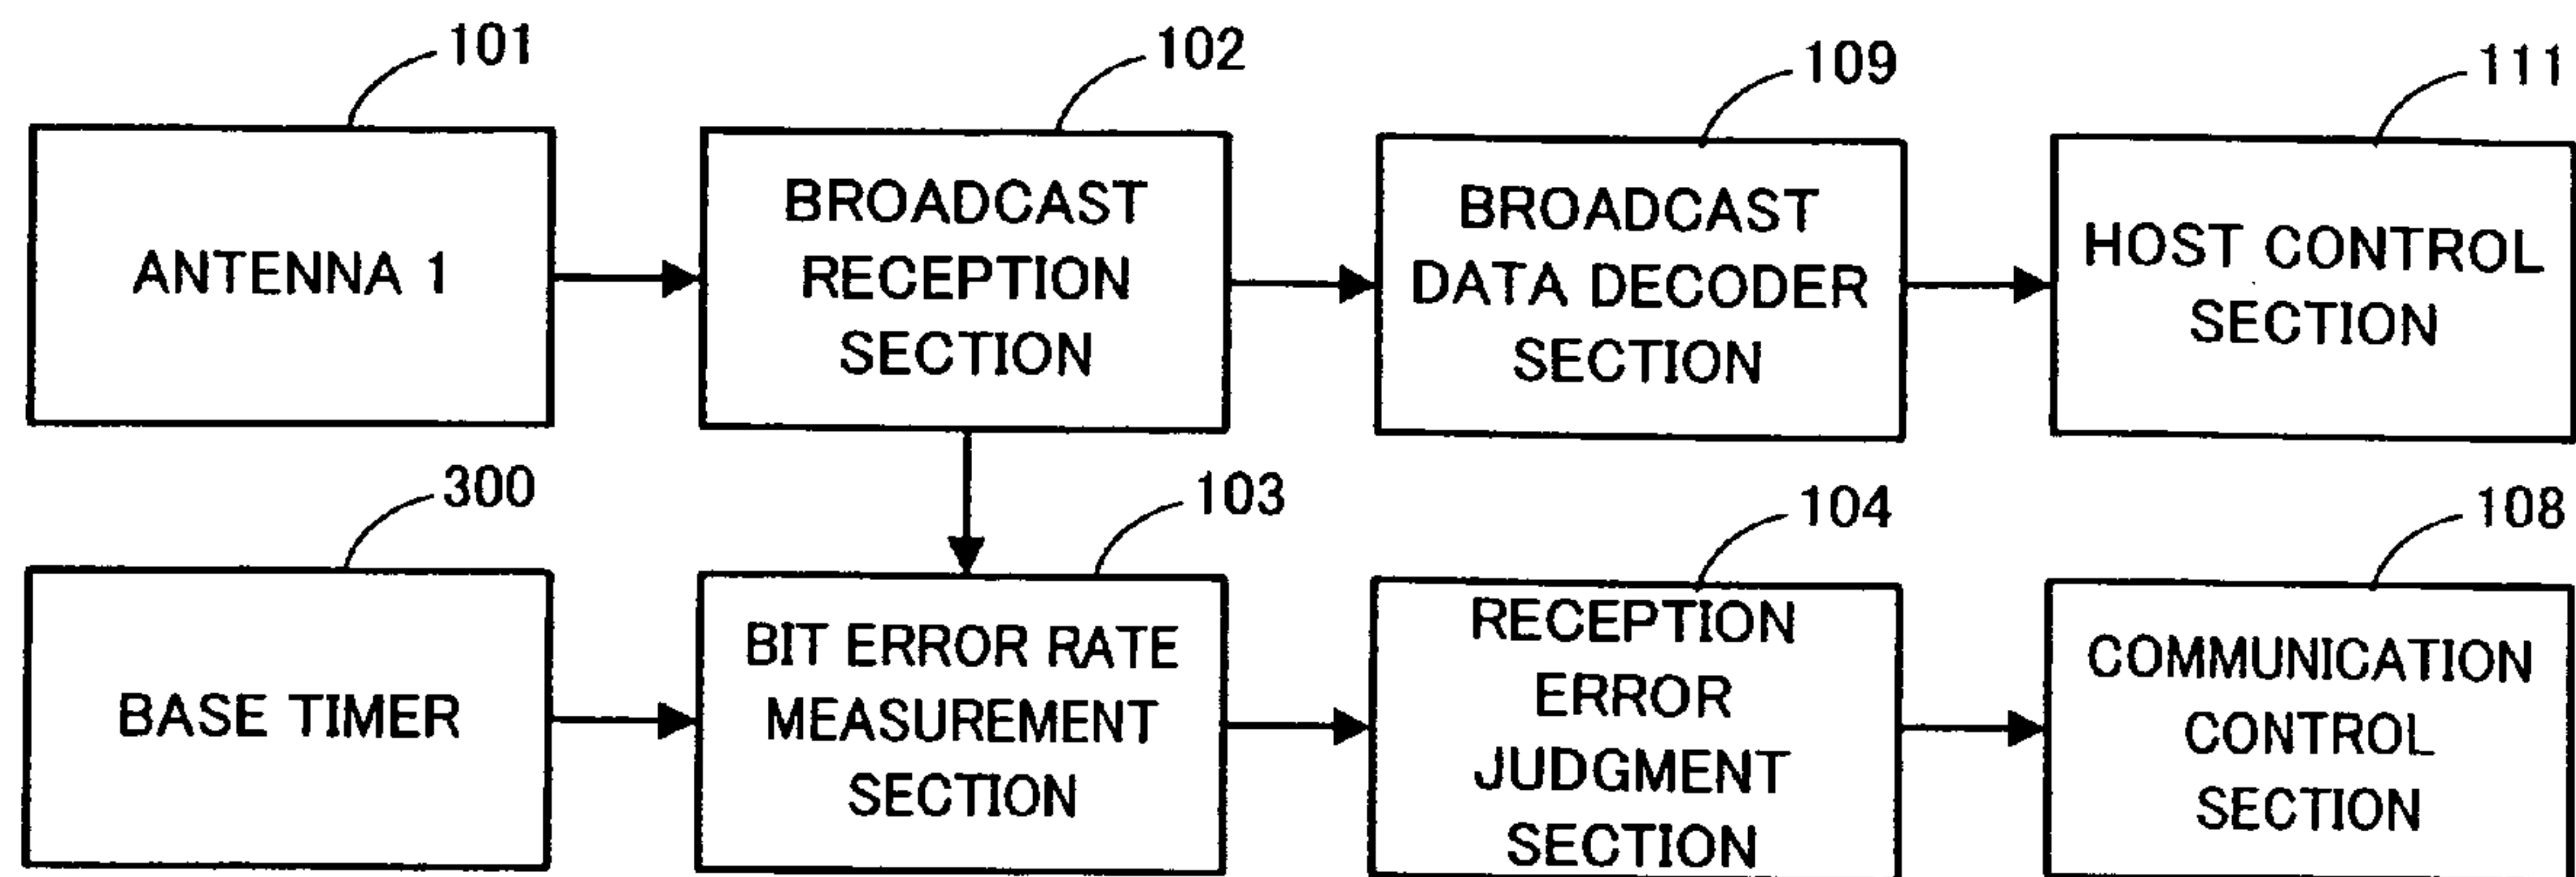 101
102
109
111
ANTENNA 1
BROADCAST
RECEPTION
SECTION
BROADCAST
DATA DECODER
SECTION
HOST CONTROL
SECTION
300
103
104
108
BASE TIMER
BIT ERROR RATE
MEASUREMENT
SECTION
RECEPTION
ERROR
JUDGMENT
SECTION
COMMUNICATION
CONTROL
SECTION